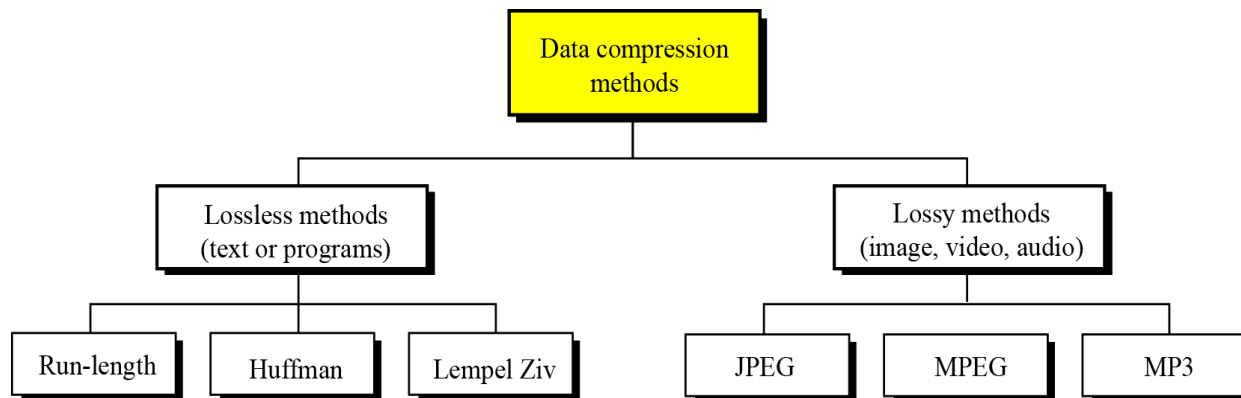 Data compression
methods
Lossless methods
(text or programs)
Lossy methods
(image, video, audio)
Run-length
Huffman
Lempel Ziv
JPEG
MPEG
MP3